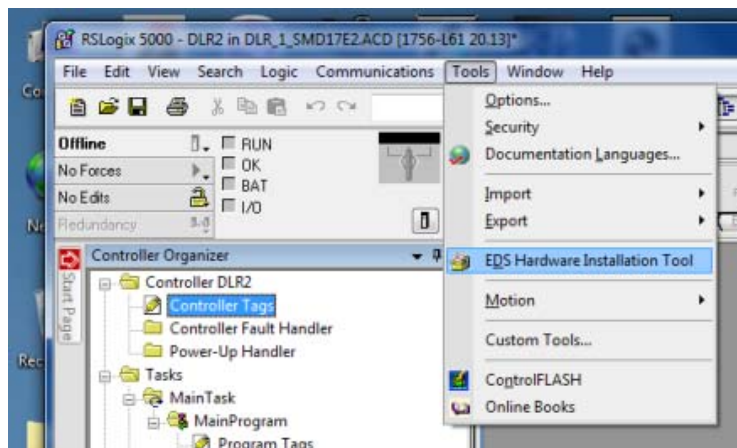 RSLogix 5000 - DLR2 in DLR_1_SMD17E2.ACD [1756-L61 20.13]*
File Edit View Search Logic Communications Tools Window Help
Offline
RUN
No Forces
OK
BAT
No Edits
I/O
Redundancy
Options...
Security
Documentation Languages...
Import
Export
EDS Hardware Installation Tool
Motion
Custom Tools...
ControlFLASH
Online Books
Start Page
Controller Organizer
Controller DLR2
Controller Tags
Controller Fault Handler
Power-Up Handler
Tasks
MainTask
MainProgram
Program Tags
Co
Ne
Rec